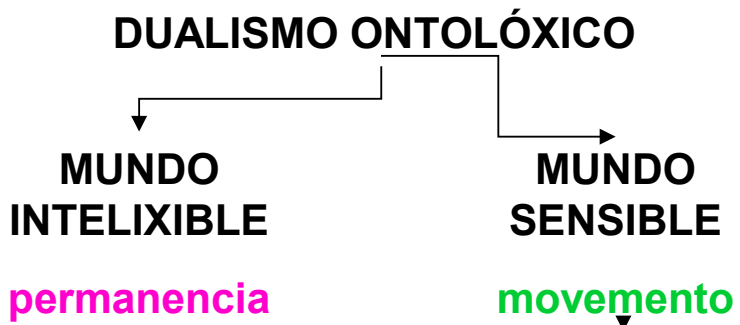 DUALISMO ONTOLÓXICO
MUNDO
INTELIXIBLE
MUNDO
SENSIBLE
permanencia
movemento